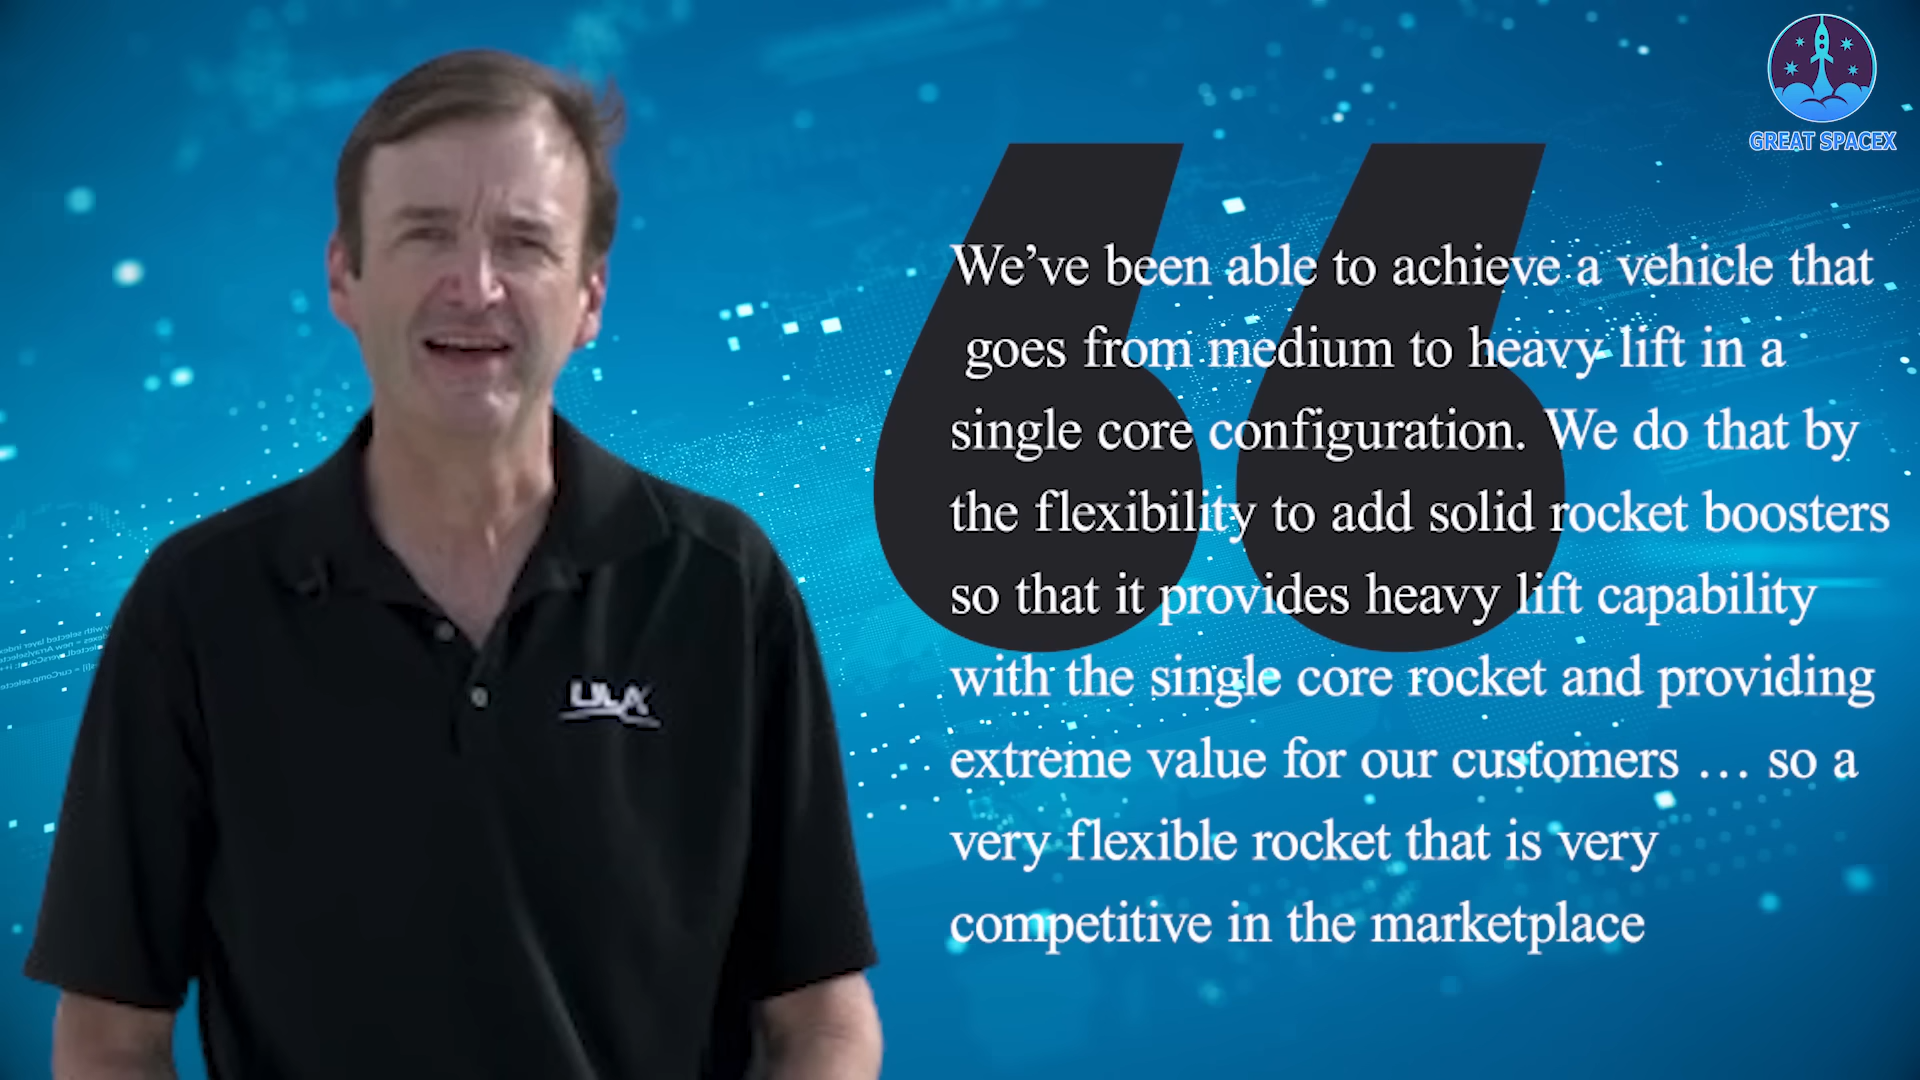 GREAT SPACEX
We’ve been able to achieve a vehicle that
goes from medium to heavy lift in a
single core configuration. We do that by
the flexibility to add solid rocket boosters
so that it provides heavy lift capability
with the single core rocket and providing
extreme value for our customers … so a
very flexible rocket that is very
competitive in the marketplace
ULA